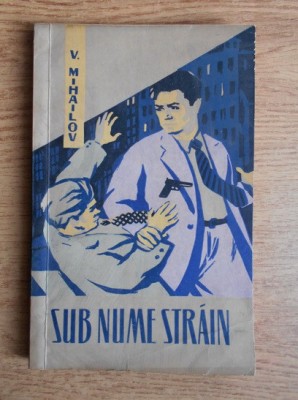 V. MIHAILOV
SUB NUME STRĂIN